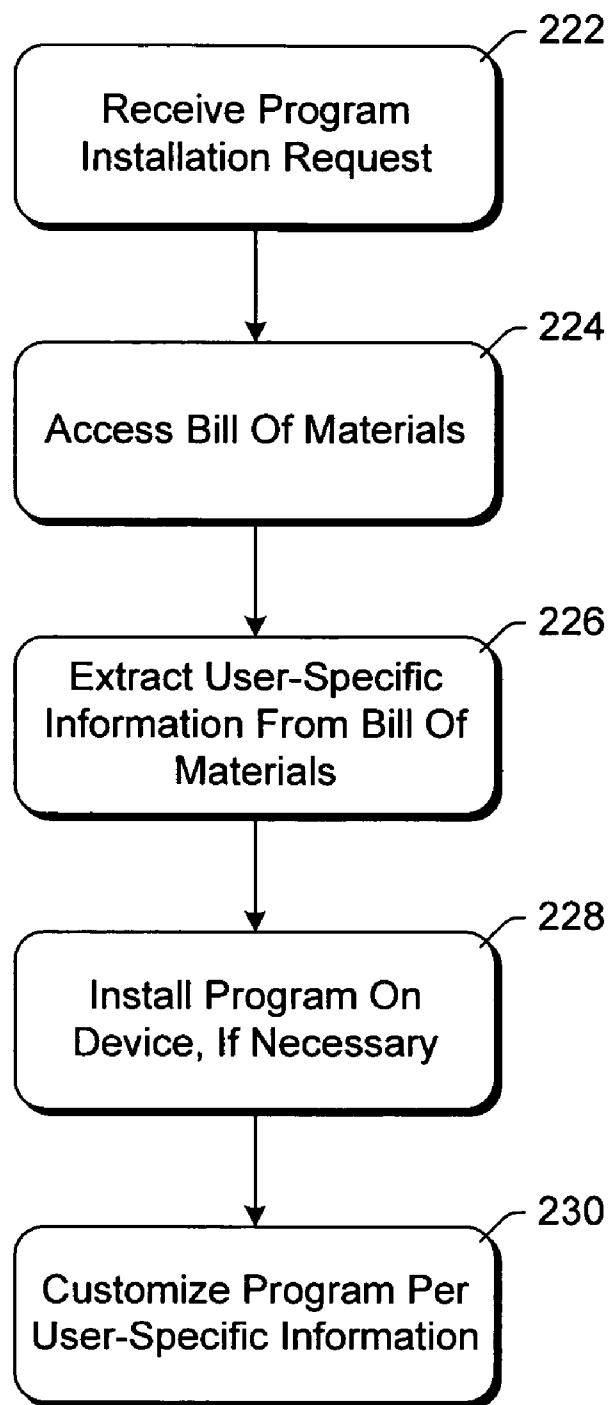 222
Receive Program
Installation Request
224
Access Bill Of Materials
226
Extract User-Specific
Information From Bill Of
Materials
228
Install Program On
Device, If Necessary
230
Customize Program Per
User-Specific Information